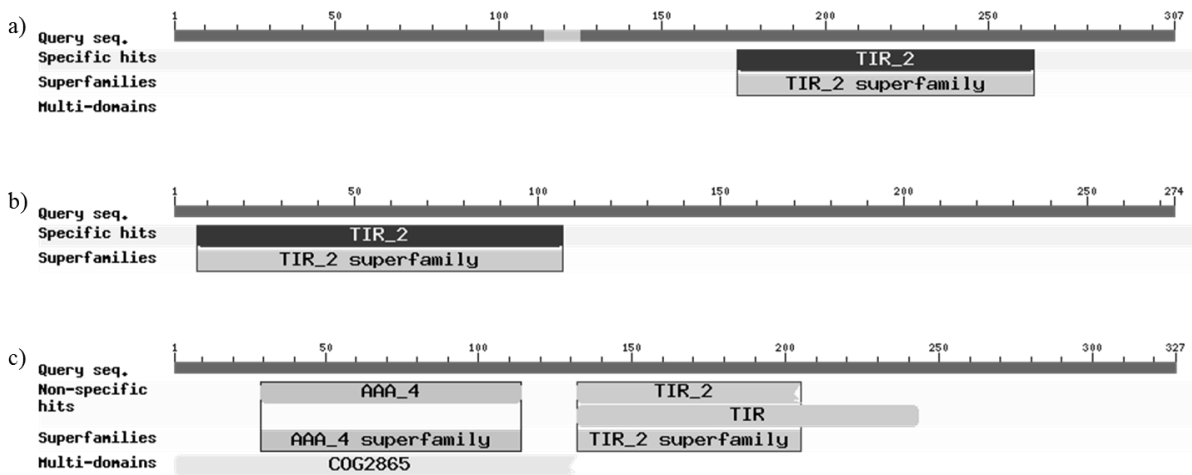 a)
1 50 100 150 200 250 307
Query seq.
Specific hits TIR_2
Superfamilies TIR_2 superfamily
Multi-domains
b)
1 50 100 150 200 250 274
Query seq.
Specific hits TIR_2
Superfamilies TIR_2 superfamily
c)
1 50 100 150 200 250 300 327
Query seq.
Non-specific AAA_4 TIR_2
hits TIR
Superfamilies AAA_4 superfamily TIR_2 superfamily
Multi-domains COG2865